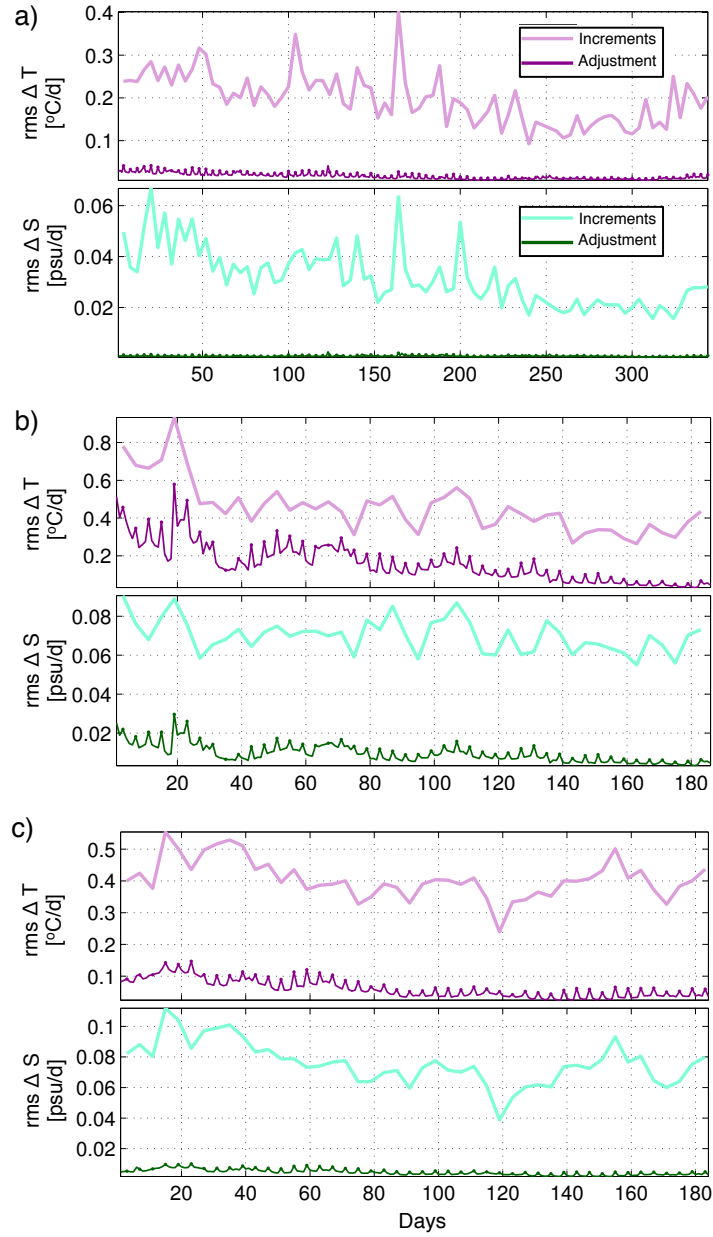 a)
0.4
0.3
0.2
0.1
rms Δ T
[ºC/d]
Increments
Adjustment
0.06
0.04
0.02
rms Δ S
[psu/d]
Increments
Adjustment
50 100 150 200 250 300
b)
0.8
0.6
0.4
0.2
rms Δ T
[ºC/d]
0.08
0.06
0.04
0.02
rms Δ S
[psu/d]
20 40 60 80 100 120 140 160 180
c)
0.5
0.4
0.3
0.2
0.1
rms Δ T
[ºC/d]
0.1
0.08
0.06
0.04
0.02
rms Δ S
[psu/d]
20 40 60 80 100 120 140 160 180
Days